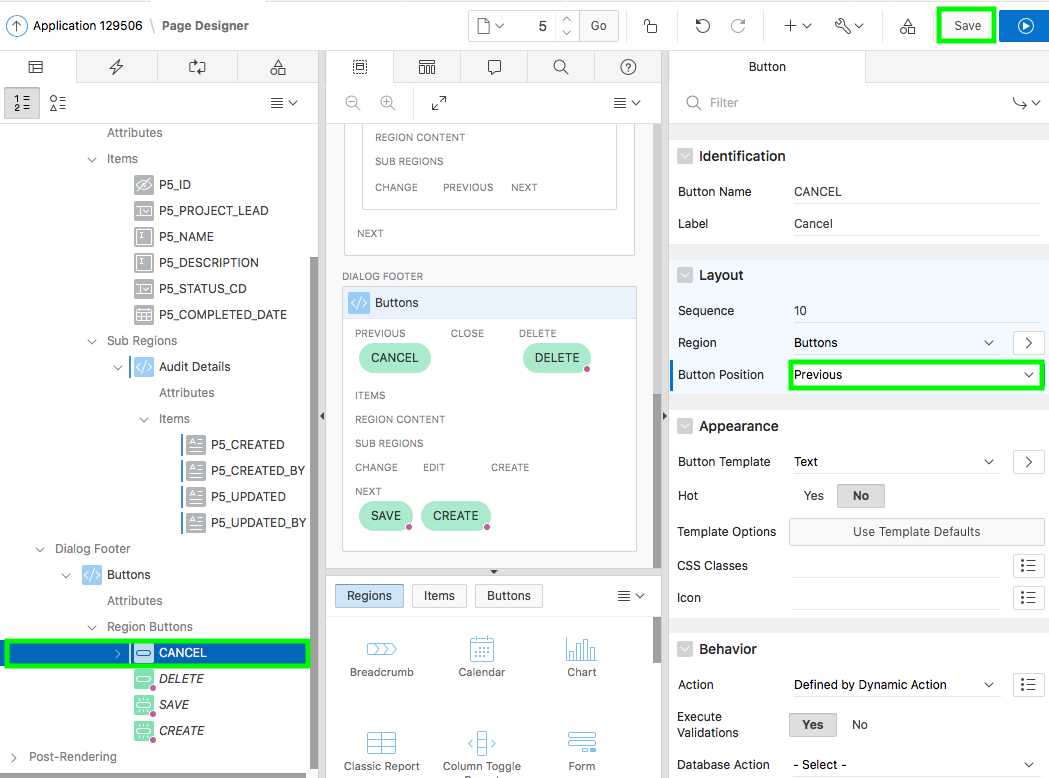 Application 129506 \ Page Designer
5 Go Save
1
2
Attributes
Items
P5_ID
P5_PROJECT_LEAD
P5_NAME
P5_DESCRIPTION
P5_STATUS_CD
P5_COMPLETED_DATE
Sub Regions
Audit Details
Attributes
Items
P5_CREATED
P5_CREATED_BY
P5_UPDATED
P5_UPDATED_BY
Dialog Footer
Buttons
Attributes
Region Buttons
CANCEL
DELETE
SAVE
CREATE
Post-Rendering
REGION CONTENT
SUB REGIONS
CHANGE PREVIOUS NEXT
NEXT
DIALOG FOOTER
Buttons
PREVIOUS CLOSE DELETE
CANCEL DELETE
ITEMS
REGION CONTENT
SUB REGIONS
CHANGE EDIT CREATE
NEXT
SAVE CREATE
Regions Items Buttons
Breadcrumb Calendar Chart
Classic Report Column Toggle Form
Button
Filter
Identification
Button Name CANCEL
Label Cancel
Layout
Sequence 10
Region Buttons
Button Position Previous
Appearance
Button Template Text
Hot Yes No
Template Options Use Template Defaults
CSS Classes
Icon
Behavior
Action Defined by Dynamic Action
Execute
Validations Yes No
Database Action - Select -